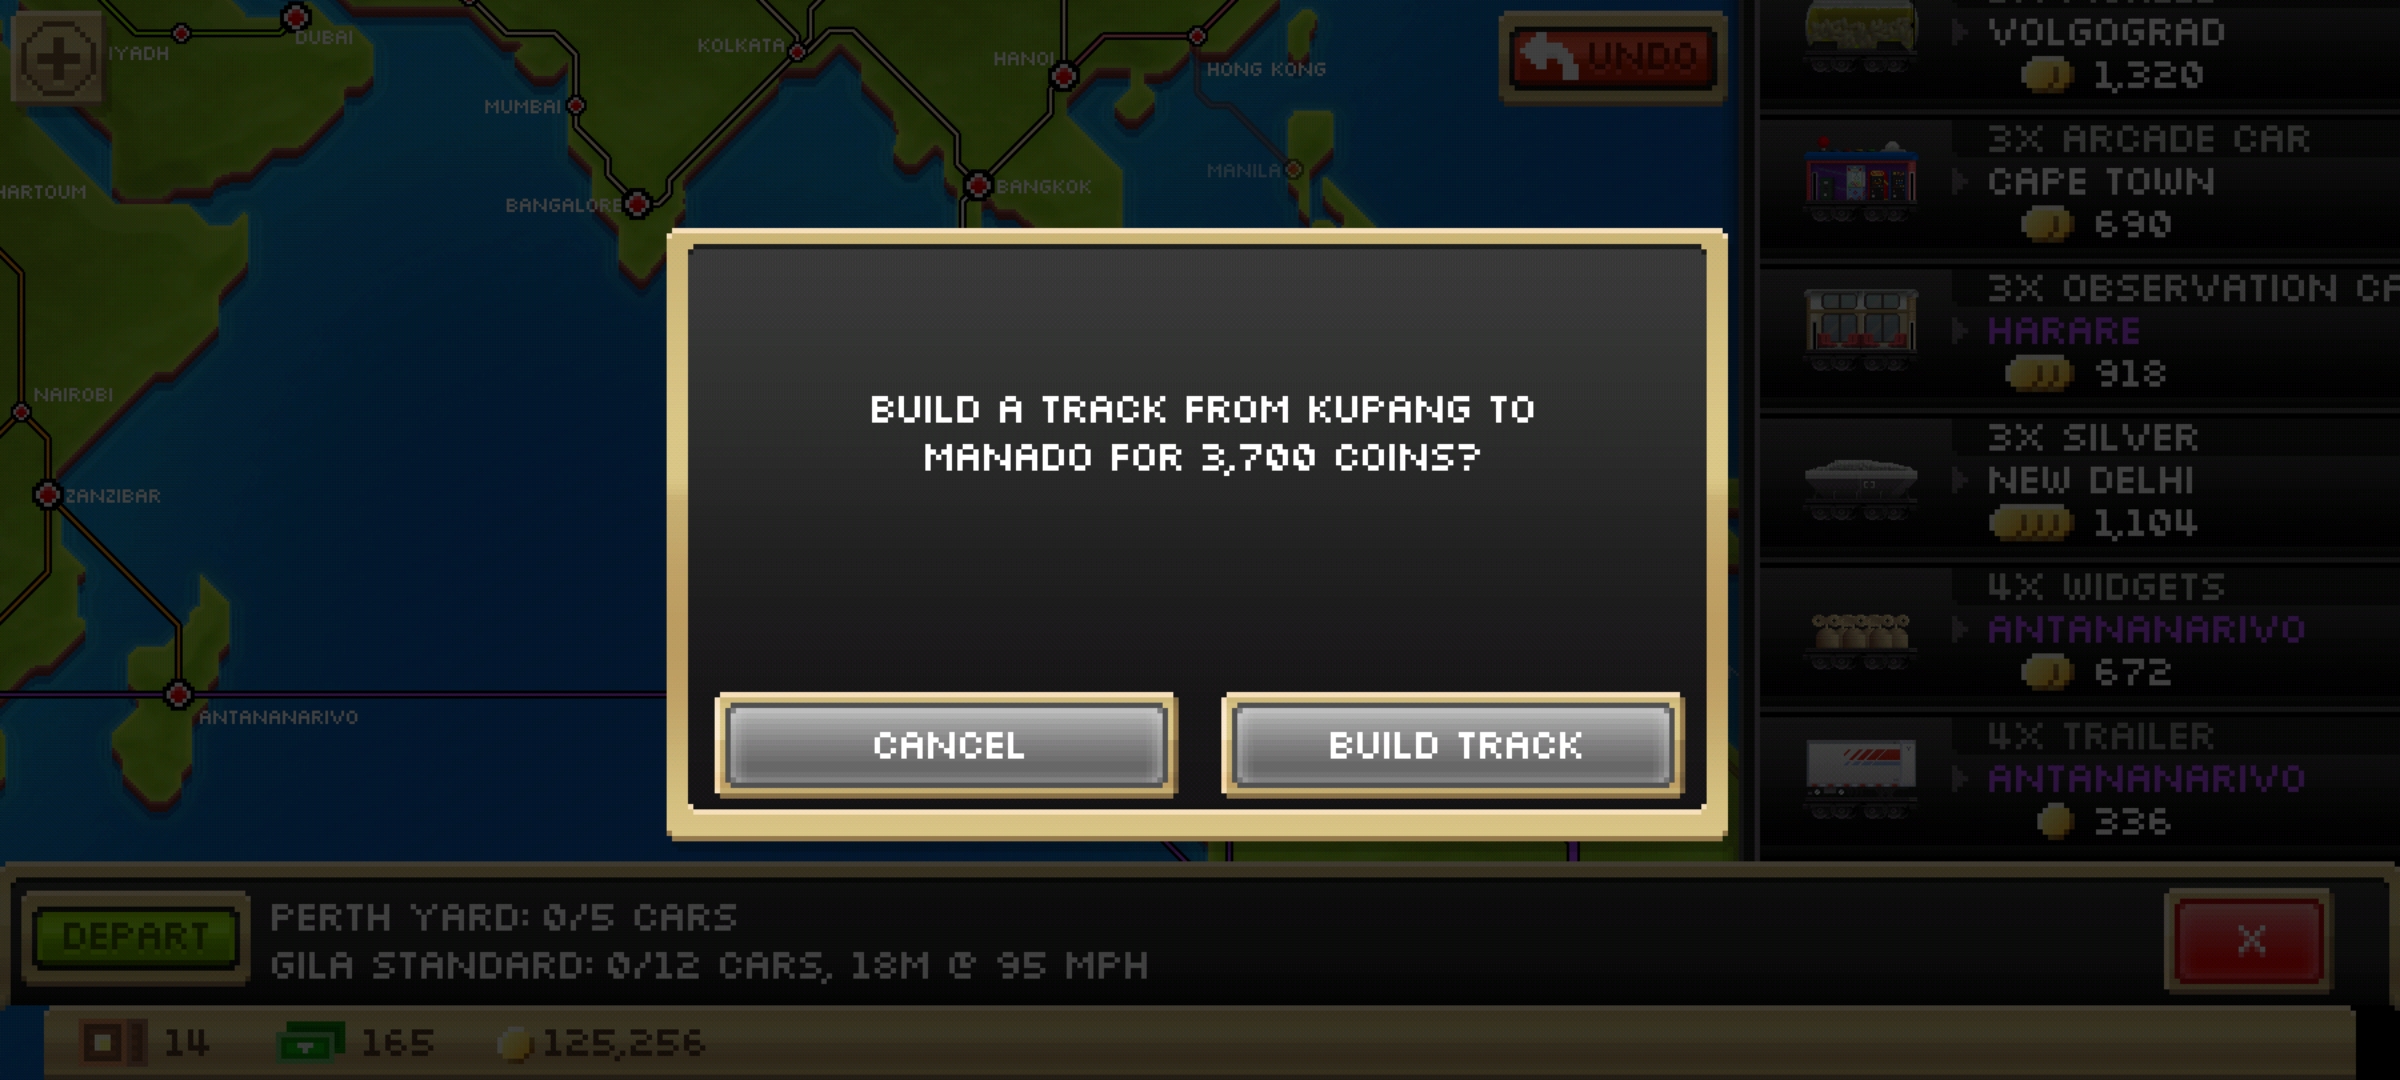 IYADH
DUBAI
KOLKATA
HANOI
HONG KONG
MUMBAI
MANILA
BANGKOK
BANGALORE
HARTOUM
NAIROBI
ZANZIBAR
ANTANANARIVO
UNDO
VOLGOGRAD
1,320
3X ARCADE CAR
CAPE TOWN
690
3X OBSERVATION CA
HARARE
918
3X SILVER
NEW DELHI
1,104
4X WIDGETS
ANTANANARIVO
672
4X TRAILER
ANTANANARIVO
336
BUILD A TRACK FROM KUPANG TO
MANADO FOR 3,700 COINS?
CANCEL
BUILD TRACK
DEPART
PERTH YARD: 0/5 CARS
GILA STANDARD: 0/12 CARS, 18M @ 95 MPH
X
14
165
125,256